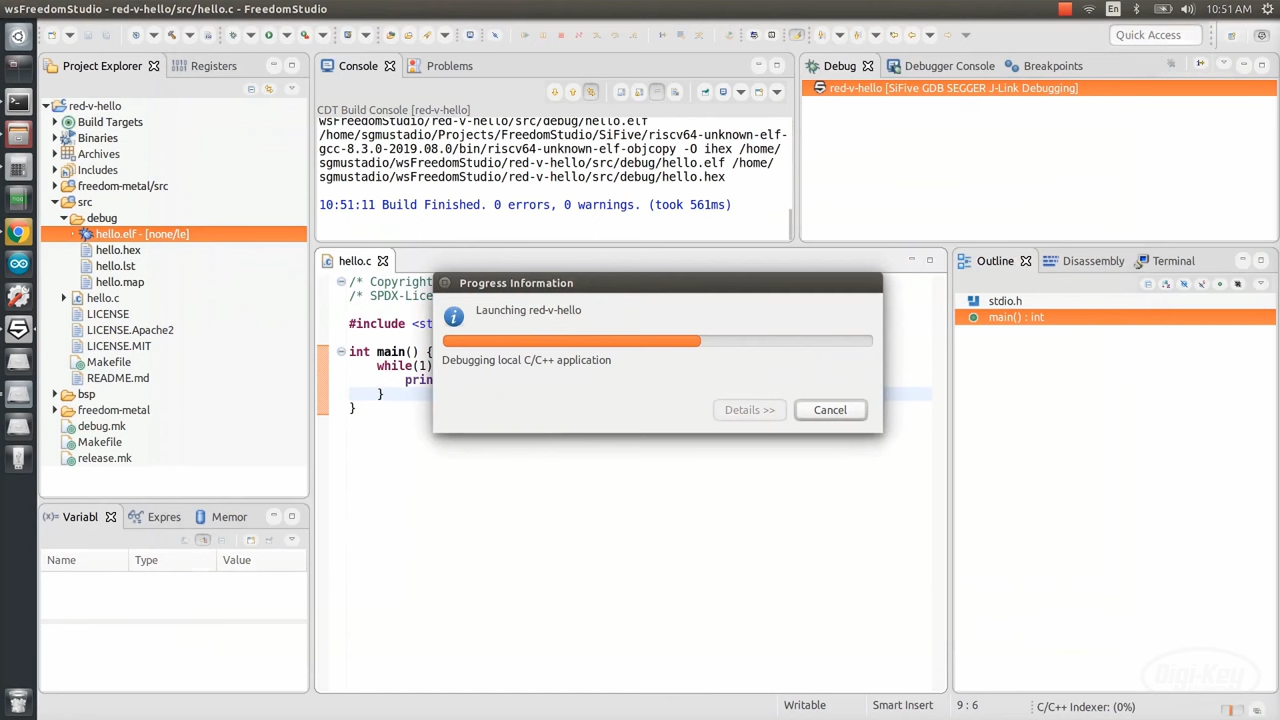 wsFreedomStudio - red-v-hello/src/hello.c - FreedomStudio
En
10:51 AM
Quick Access
Project Explorer
Registers
red-v-hello
Build Targets
Binaries
Archives
Includes
freedom-metal/src
src
debug
hello.elf - [none/le]
hello.hex
hello.lst
hello.map
hello.c
LICENSE
LICENSE.Apache2
LICENSE.MIT
Makefile
README.md
bsp
freedom-metal
debug.mk
Makefile
release.mk
(x)= Variabl
Expres
Memor
Name Type Value
Console
Problems
CDT Build Console [red-v-hello]
wsFreedomStudio/red-v-hello/src/debug/hello.elf
/home/sgmustadio/Projects/FreedomStudio/SiFive/riscv64-unknown-elf-
gcc-8.3.0-2019.08.0/bin/riscv64-unknown-elf-objcopy -O ihex /home/
sgmustadio/wsFreedomStudio/red-v-hello/src/debug/hello.elf /home/
sgmustadio/wsFreedomStudio/red-v-hello/src/debug/hello.hex
10:51:11 Build Finished. 0 errors, 0 warnings. (took 561ms)
Debug
Debugger Console
Breakpoints
red-v-hello [SiFive GDB SEGGER J-Link Debugging]
hello.c
/* Copyright
/* SPDX-Lice
#include <st
int main() {
while(1)
prin
}
}
Progress Information
Launching red-v-hello
Debugging local C/C++ application
Details >>
Cancel
Outline
Disassembly
Terminal
stdio.h
main() : int
Digi-Key
Writable
Smart Insert
9 : 6
C/C++ Indexer: (0%)